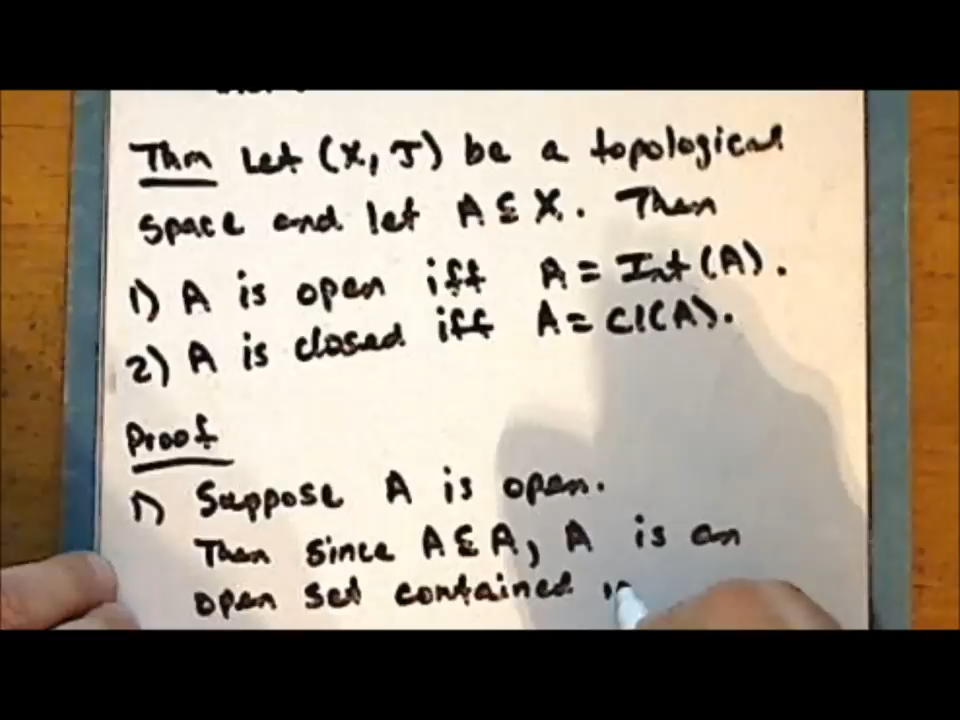 Thm Let (X, T) be a topological
space and let A ⊆ X. Then
1) A is open iff A = Int(A).
2) A is closed iff A = Cl(A).
Proof
1) Suppose A is open.
Then since A ⊆ A, A is an
open set contained